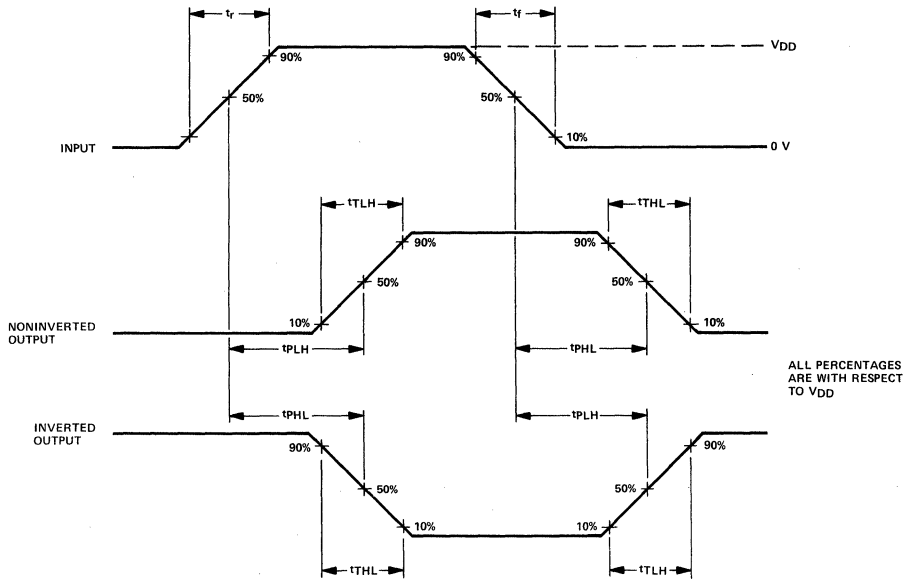 tr
tf
VDD
90%
90%
50%
50%
10%
INPUT
0 V
tTLH
tTHL
90%
90%
50%
50%
10%
10%
NONINVERTED
OUTPUT
tPLH
tPHL
ALL PERCENTAGES
ARE WITH RESPECT
TO VDD
tPHL
tPLH
INVERTED
OUTPUT
90%
90%
50%
50%
10%
10%
tTHL
tTLH